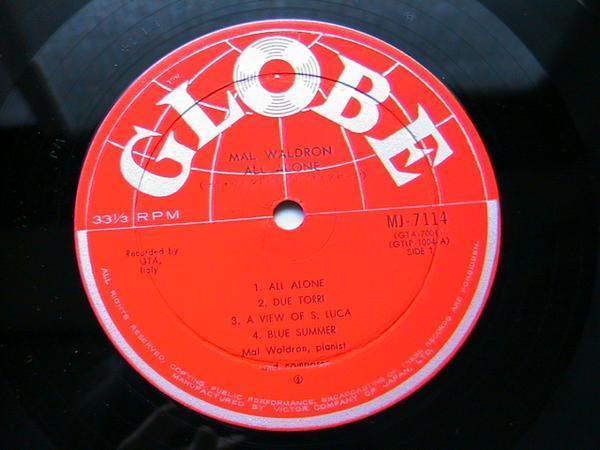 GLOBE
MAL WALDRON
ALL ALONE
33⅓ RPM
MJ-7114
(GTLP-1004-A)
SIDE 1
Recorded by
GTA,
Italy
1. ALL ALONE
2. DUE TORRI
3. A VIEW OF S. LUCA
4. BLUE SUMMER
Mal Waldron, pianist
and composer
ALL RIGHTS RESERVED, COPYING PUBLIC PERFORMANCE, BROADCASTING OF THESE RECORDS ARE FORBIDDEN.
MANUFACTURED BY VICTOR COMPANY OF JAPAN, LTD.